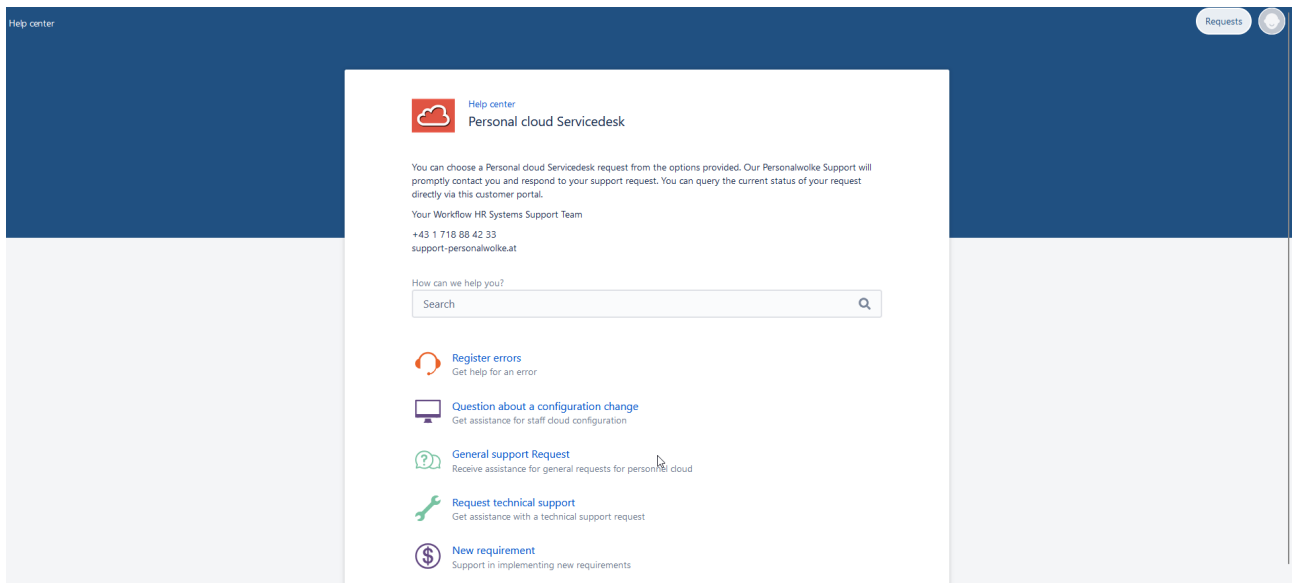 Help center
Requests
Help center
Personal cloud Servicedesk
You can choose a Personal cloud Servicedesk request from the options provided. Our Personalwolke Support will
promptly contact you and respond to your support request. You can query the current status of your request
directly via this customer portal.
Your Workflow HR Systems Support Team
+43 1 718 88 42 33
support-personalwolke.at
How can we help you?
Search
Register errors
Get help for an error
Question about a configuration change
Get assistance for staff cloud configuration
General support Request
Receive assistance for general requests for personnel cloud
Request technical support
Get assistance with a technical support request
New requirement
Support in implementing new requirements